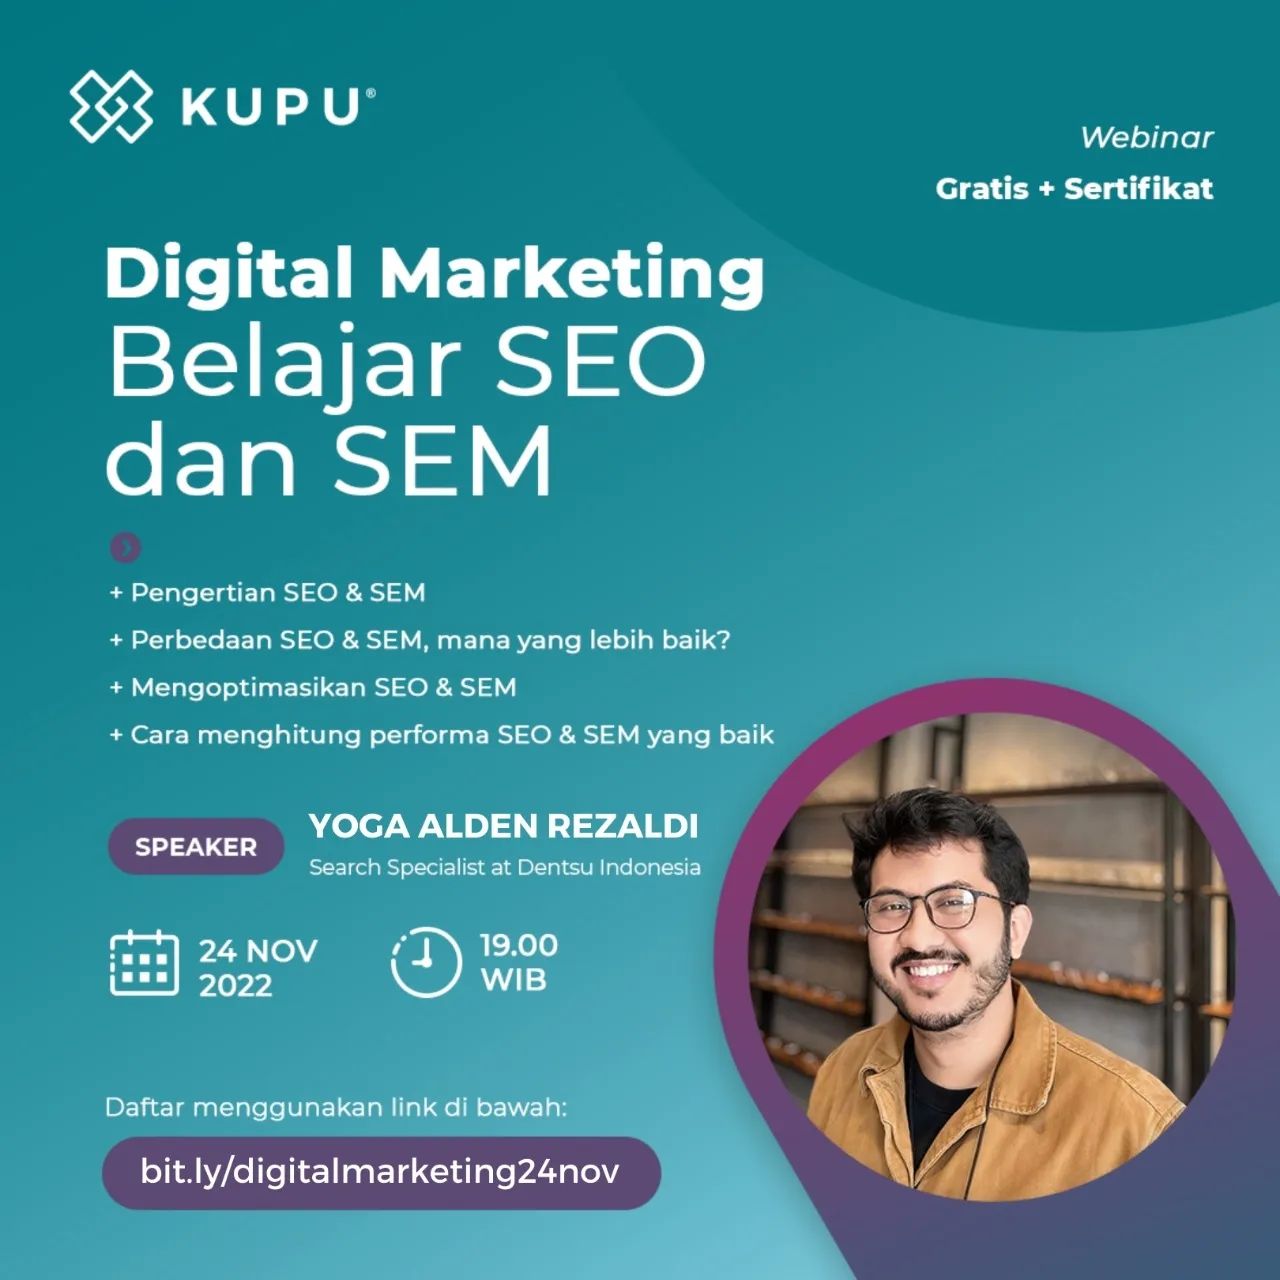 KUPU®
Webinar
Gratis + Sertifikat
Digital Marketing
Belajar SEO
dan SEM
+ Pengertian SEO & SEM
+ Perbedaan SEO & SEM, mana yang lebih baik?
+ Mengoptimasikan SEO & SEM
+ Cara menghitung performa SEO & SEM yang baik
SPEAKER
YOGA ALDEN REZALDI
Search Specialist at Dentsu Indonesia
24 NOV
2022
19.00
WIB
Daftar menggunakan link di bawah:
bit.ly/digitalmarketing24nov